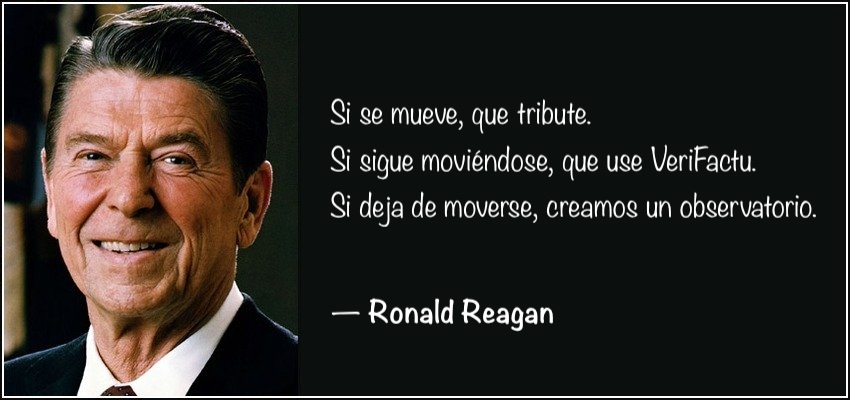 Si se mueve, que tribute.
Si sigue moviéndose, que use VeriFactu.
Si deja de moverse, creamos un observatorio.
— Ronald Reagan